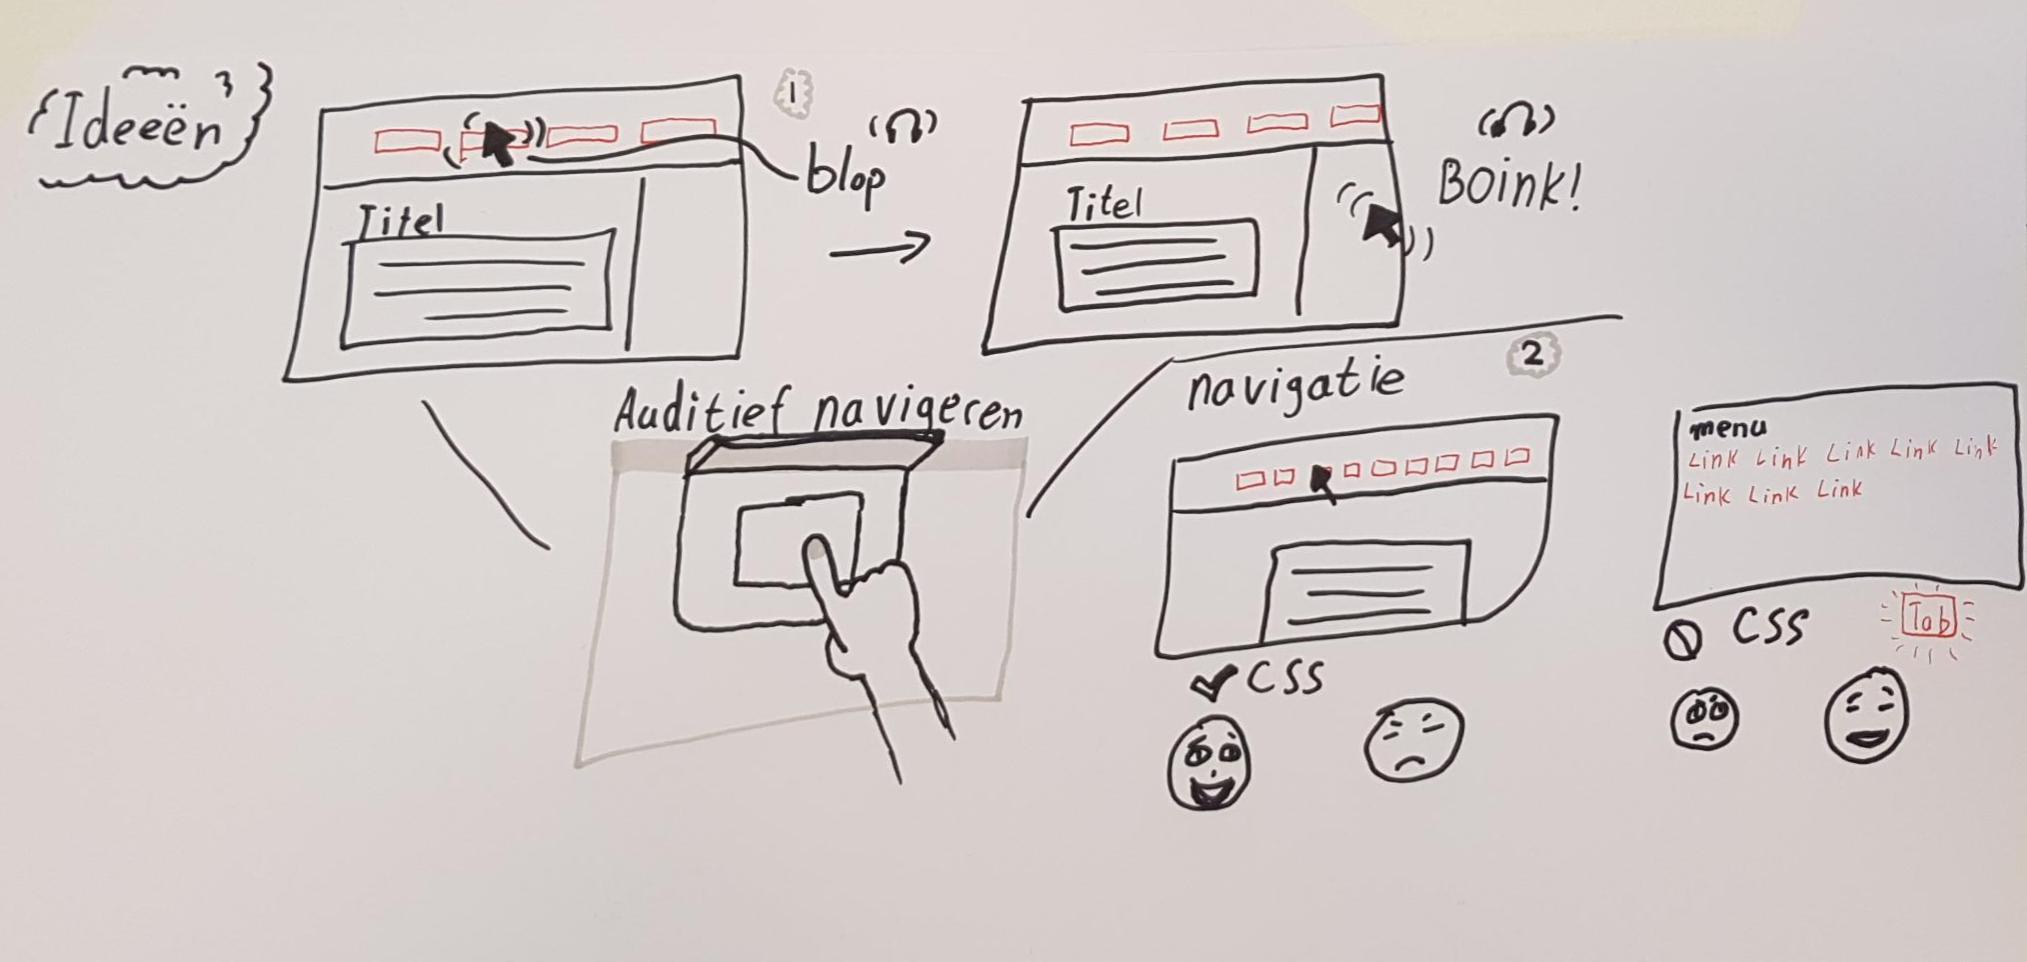 Ideeën
1
blop
Titel
Boink!
Titel
Auditief navigeren
2
navigatie
CSS
menu
Link Link Link Link Link
Link Link Link
CSS
Tab